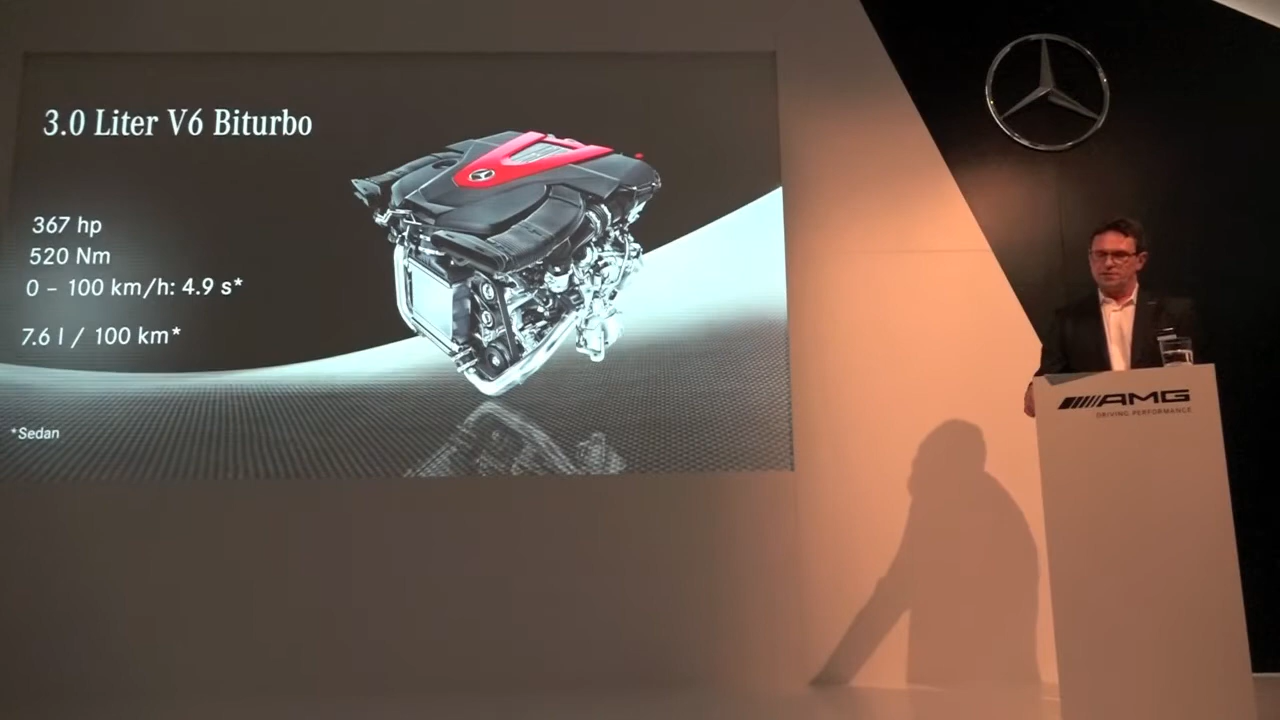 3.0 Liter V6 Biturbo
367 hp
520 Nm
0 – 100 km/h: 4.9 s*
7.6 l / 100 km*
*Sedan
AMG
DRIVING PERFORMANCE